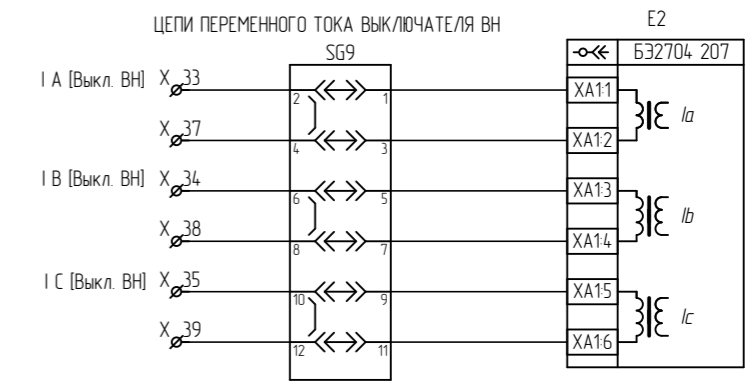 ЦЕПИ ПЕРЕМЕННОГО ТОКА ВЫКЛЮЧАТЕЛЯ ВН
E2
SG9
БЭ2704 207
I A [Выкл. ВН] X 33 2 1 XA1:1
Ia
X 37 4 3 XA1:2
I B [Выкл. ВН] X 34 6 5 XA1:3
Ib
X 38 8 7 XA1:4
I C [Выкл. ВН] X 35 10 9 XA1:5
Ic
X 39 12 11 XA1:6